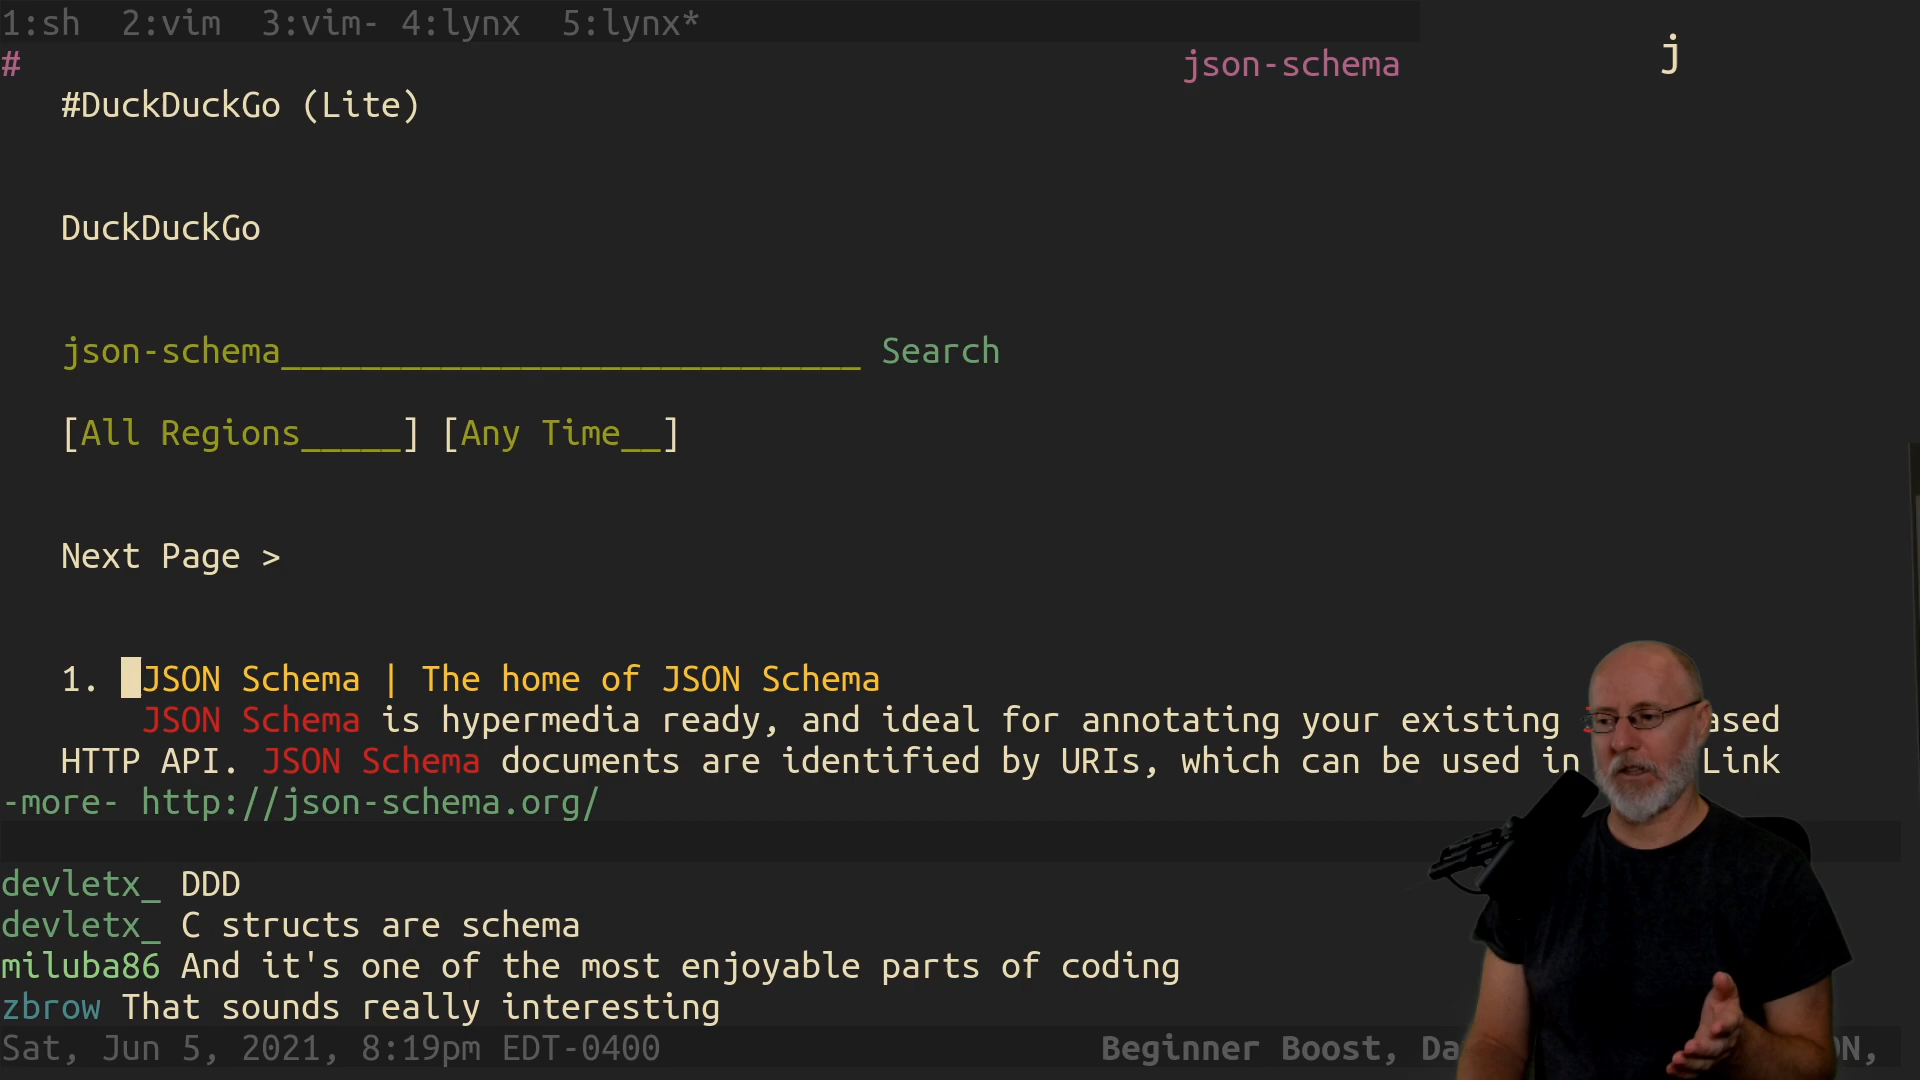 1:sh 2:vim 3:vim- 4:lynx 5:lynx*
# json-schema j
#DuckDuckGo (Lite)
DuckDuckGo
json-schema_____________________________ Search
[All Regions_____] [Any Time__]
Next Page >
1. JSON Schema | The home of JSON Schema
JSON Schema is hypermedia ready, and ideal for annotating your existing
HTTP API. JSON Schema documents are identified by URIs, which can be used in Link
-more- http://json-schema.org/
devletx_ DDD
devletx_ C structs are schema
miluba86 And it's one of the most enjoyable parts of coding
zbrow That sounds really interesting
Sat, Jun 5, 2021, 8:19pm EDT-0400 Beginner Boost,